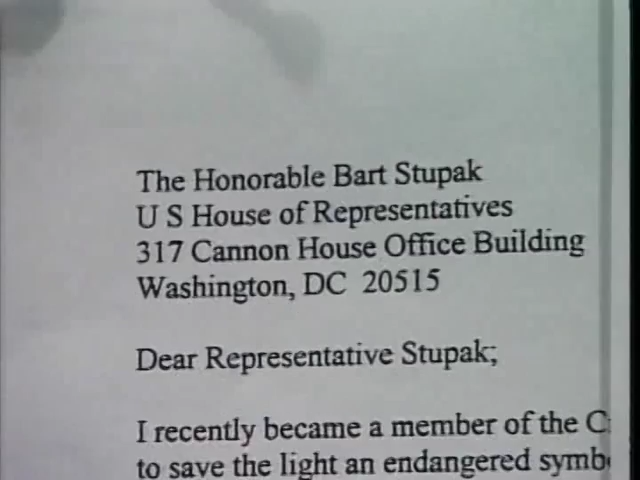 The Honorable Bart Stupak
U S House of Representatives
317 Cannon House Office Building
Washington, DC 20515
Dear Representative Stupak;
I recently became a member of the
to save the light an endangered